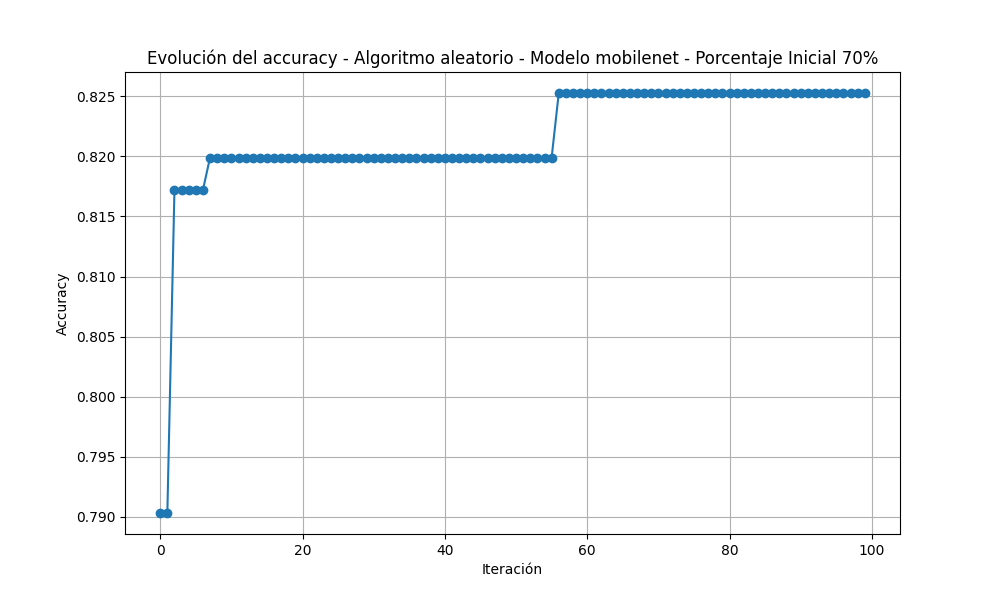 Evolución del accuracy - Algoritmo aleatorio - Modelo mobilenet - Porcentaje Inicial 70%
0.825
0.820
0.815
0.810
0.805
0.800
0.795
0.790
Accuracy
0 20 40 60 80 100
Iteración